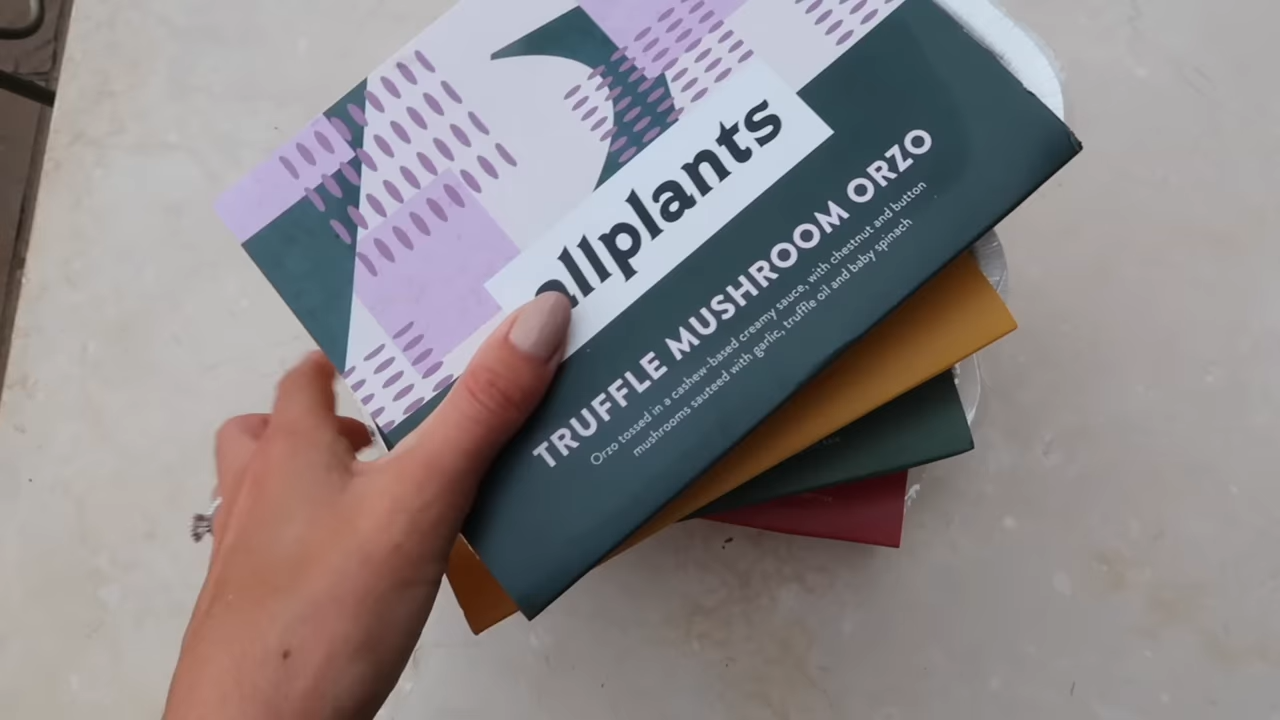 allplants
TRUFFLE MUSHROOM ORZO
Orzo tossed in a cashew-based creamy sauce, with chestnut and button
mushrooms sauteed with garlic, truffle oil and baby spinach